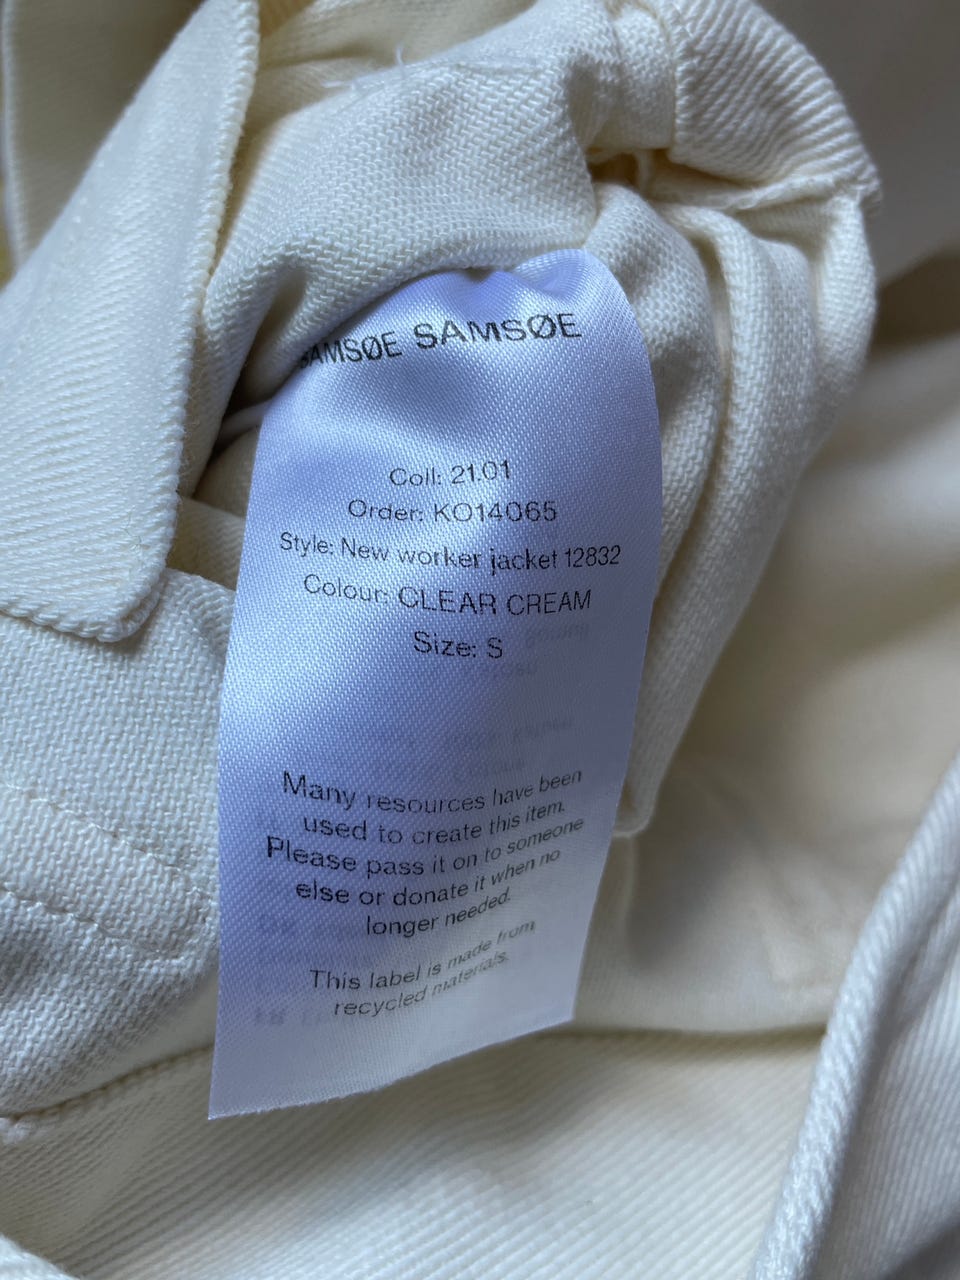 SAMSØE SAMSØE
Coll: 21.01
Order: KO14065
Style: New worker jacket 12832
Colour: CLEAR CREAM
Size: S
Many resources have been
used to create this item.
Please pass it on to someone
else or donate it when no
longer needed.
This label is made from
recycled materials.